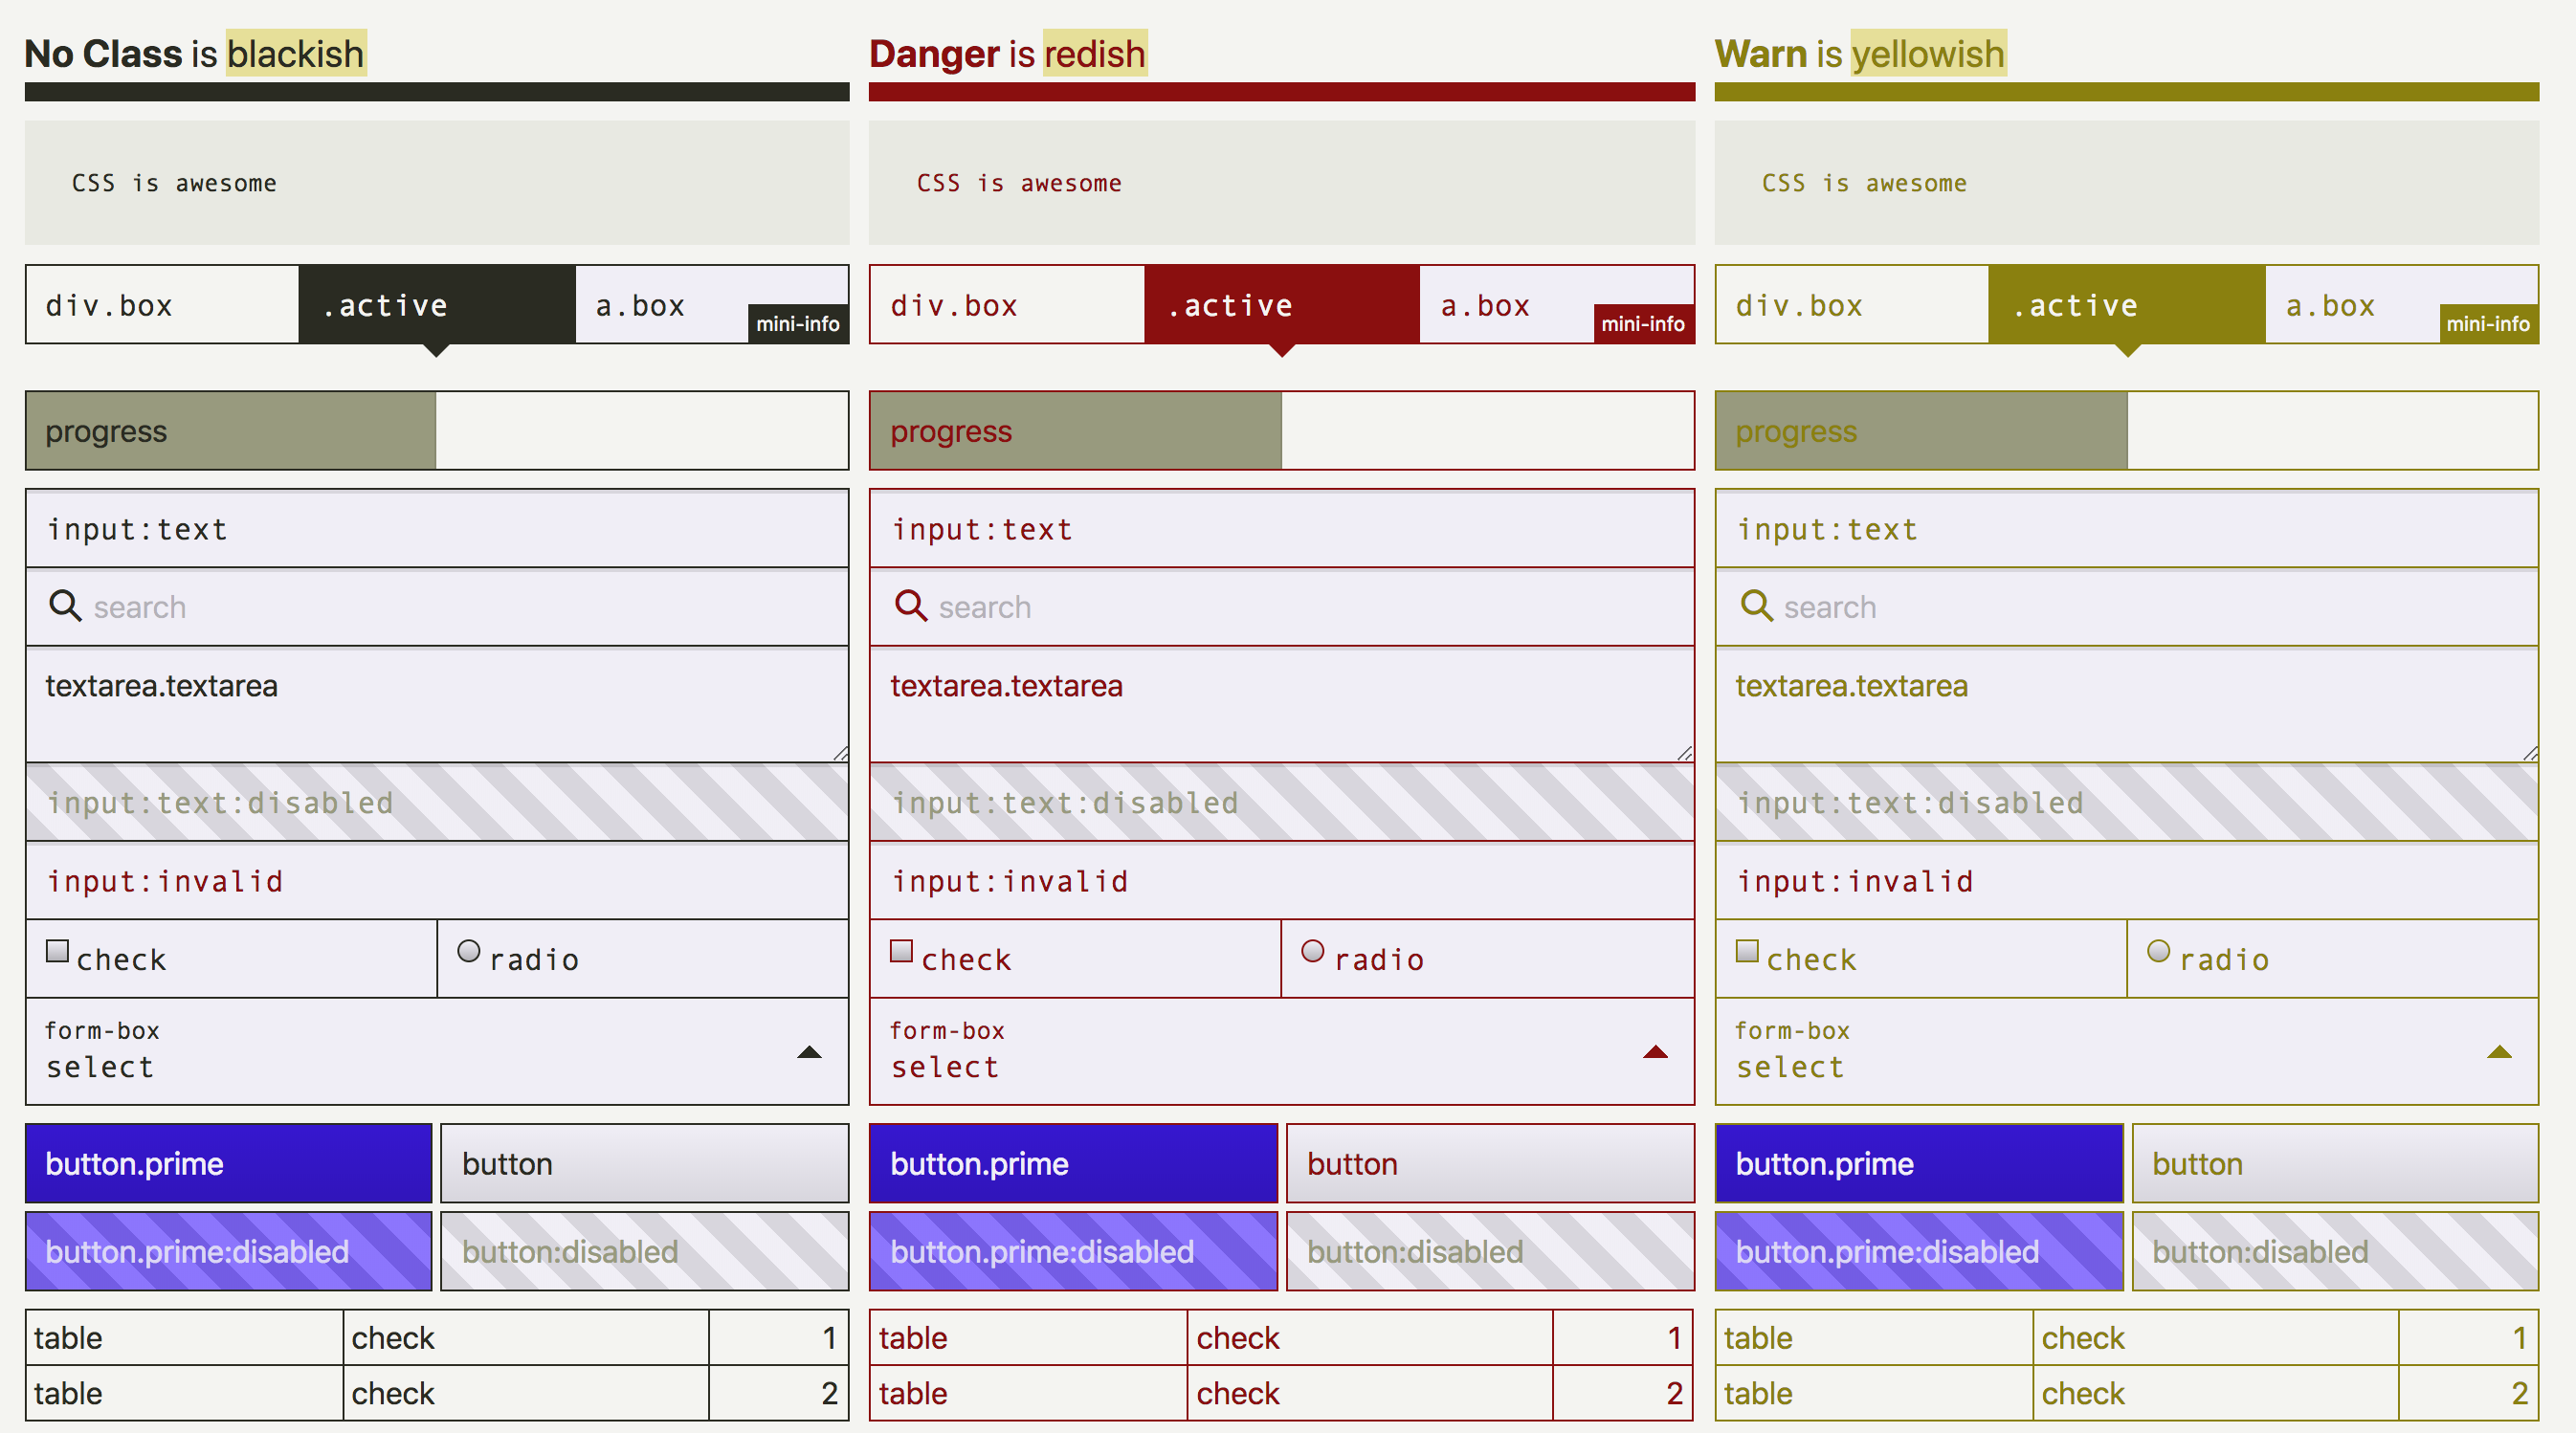 No Class is blackish
CSS is awesome
div.box .active a.box mini-info
progress
input:text
search
textarea.textarea
input:text:disabled
input:invalid
check radio
form-box
select
button.prime button
button.prime:disabled button:disabled
table check 1
table check 2
Danger is redish
CSS is awesome
div.box .active a.box mini-info
progress
input:text
search
textarea.textarea
input:text:disabled
input:invalid
check radio
form-box
select
button.prime button
button.prime:disabled button:disabled
table check 1
table check 2
Warn is yellowish
CSS is awesome
div.box .active a.box mini-info
progress
input:text
search
textarea.textarea
input:text:disabled
input:invalid
check radio
form-box
select
button.prime button
button.prime:disabled button:disabled
table check 1
table check 2